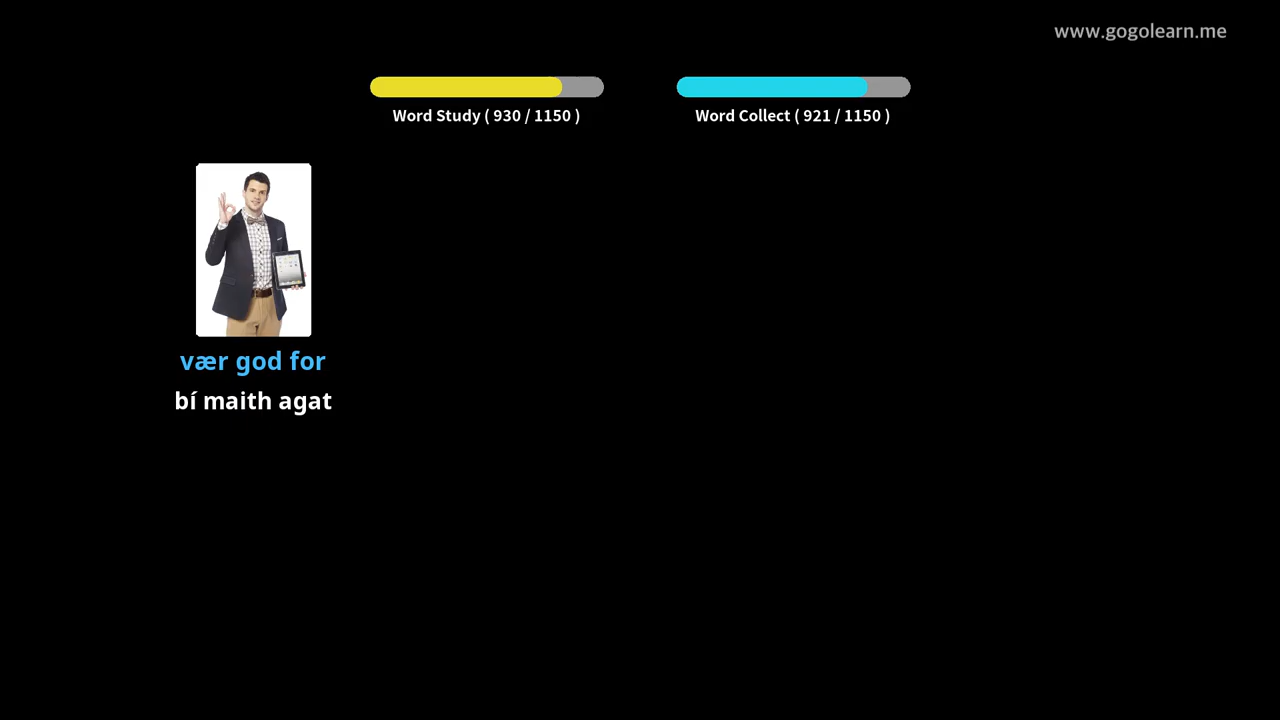 www.gogolearn.me
Word Study ( 930 / 1150 )
Word Collect ( 921 / 1150 )
vær god for
bí maith agat